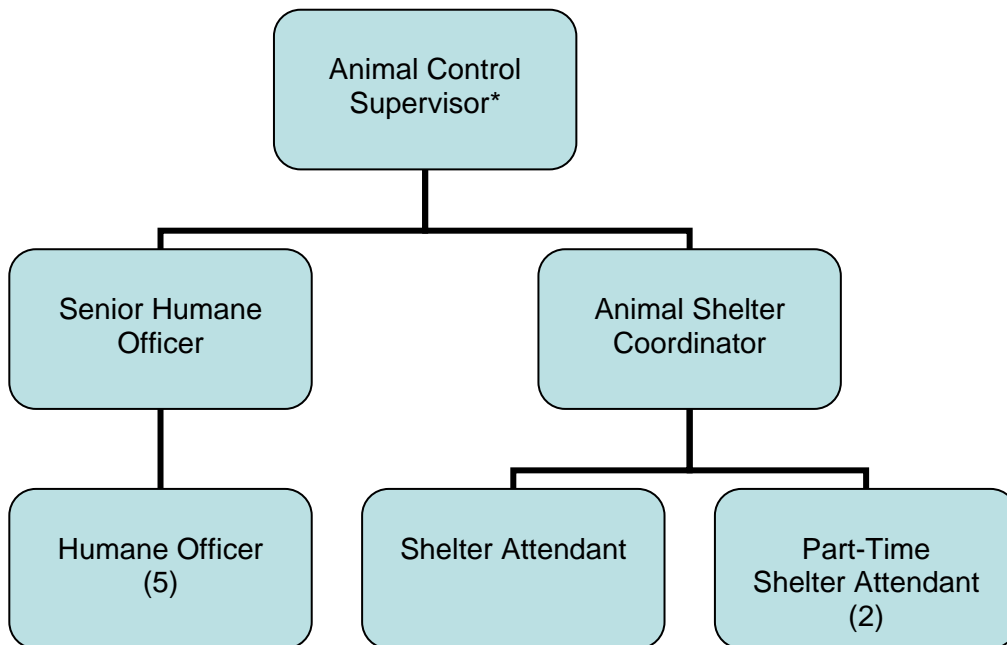 Animal Control
Supervisor*
Senior Humane
Officer
Animal Shelter
Coordinator
Humane Officer
(5)
Shelter Attendant
Part-Time
Shelter Attendant
(2)